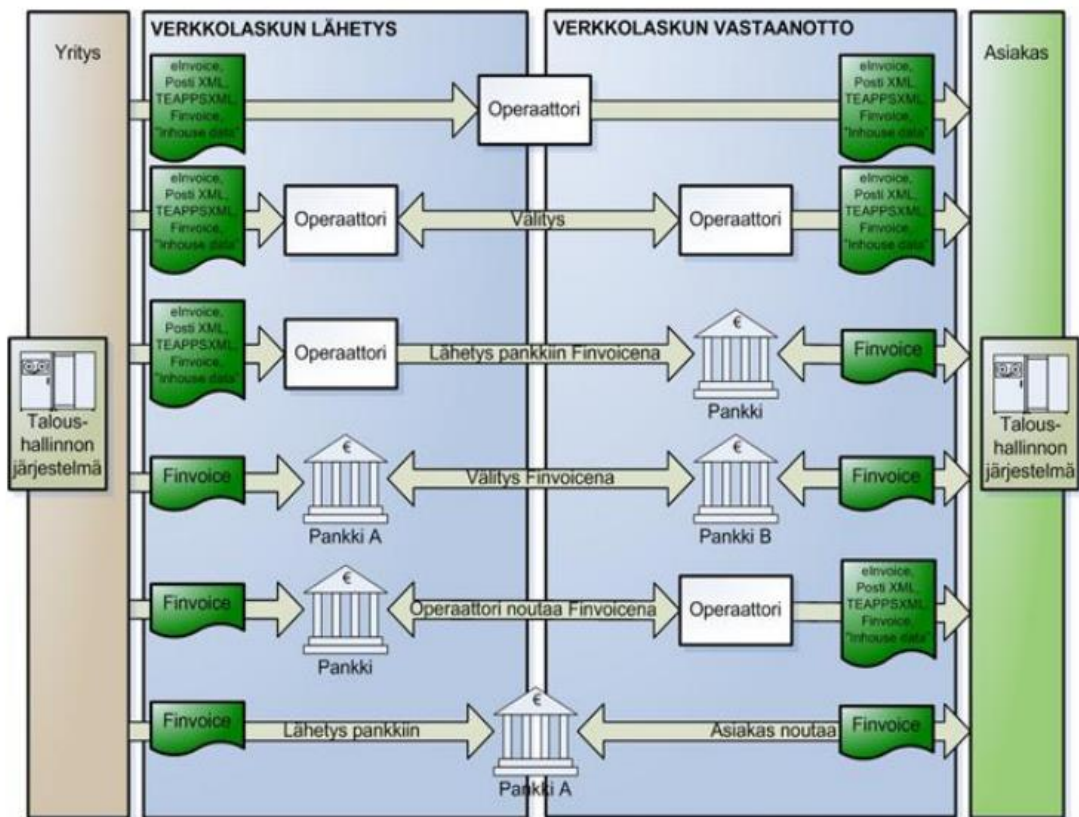 Yritys
VERKKOLASKUN LÄHETYS
VERKKOLASKUN VASTAANOTTO
Asiakas
eInvoice,
Posti XML,
TEAPPSXML,
Finvoice,
"Inhouse data"
Operaattori
eInvoice,
Posti XML,
TEAPPSXML,
Finvoice,
"Inhouse data"
eInvoice,
Posti XML,
TEAPPSXML,
Finvoice,
"Inhouse data"
Operaattori
Välitys
Operaattori
eInvoice,
Posti XML,
TEAPPSXML,
Finvoice,
"Inhouse data"
eInvoice,
Posti XML,
TEAPPSXML,
Finvoice,
"Inhouse data"
Operaattori
Lähetys pankkiin Finvoicena
€
Pankki
Finvoice
Talous-
hallinnon
järjestelmä
Talous-
hallinnon
järjestelmä
Finvoice
€
Pankki A
Välitys Finvoicena
€
Pankki B
Finvoice
Finvoice
€
Pankki
Operaattori noutaa Finvoicena
Operaattori
eInvoice,
Posti XML,
TEAPPSXML,
Finvoice,
"Inhouse data"
Finvoice
Lähetys pankkiin
€
Pankki A
Asiakas noutaa
Finvoice